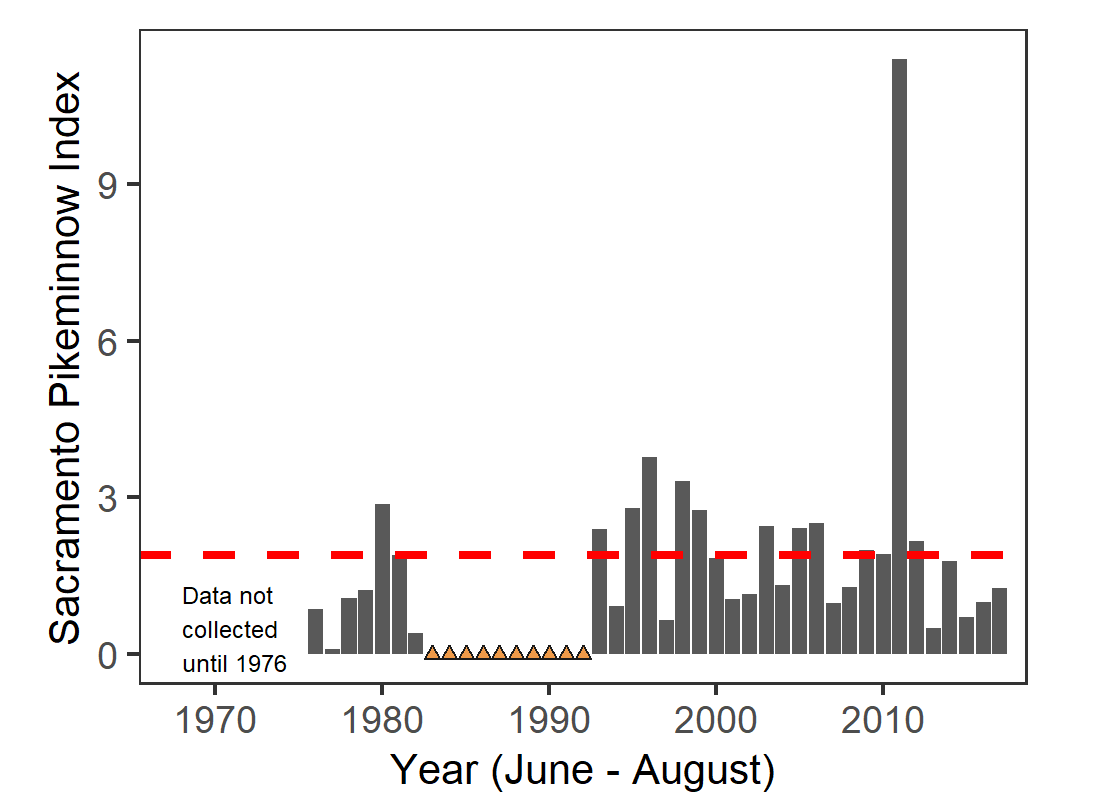 Sacramento Pikeminnow Index
9
6
3
0
Data not
collected
until 1976
1970 1980 1990 2000 2010
Year (June - August)